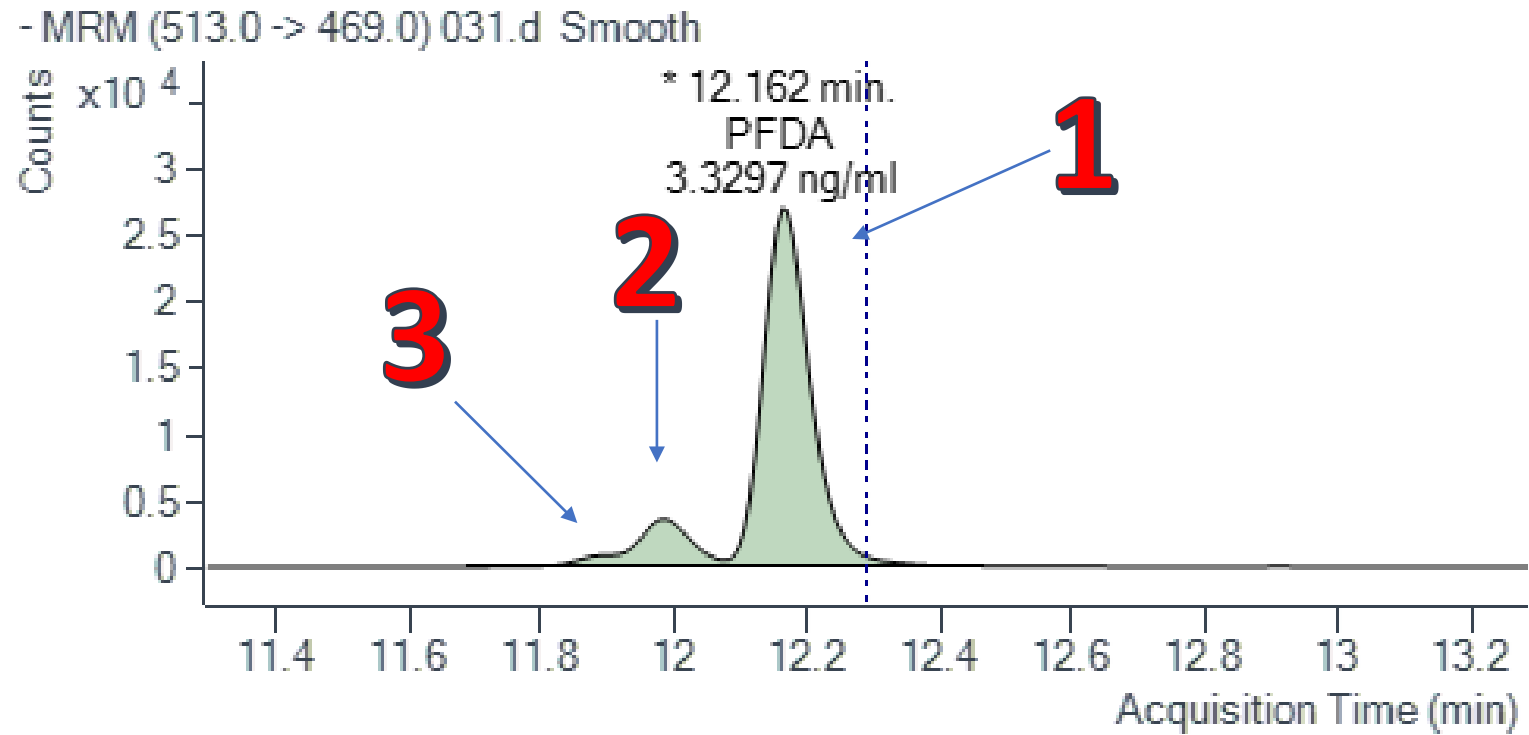 - MRM (513.0 -> 469.0) 031.d Smooth
Counts
x10 4
* 12.162 min.
PFDA
3.3297 ng/ml
1
2
3
3
2.5
2
1.5
1
0.5
0
11.4 11.6 11.8 12 12.2 12.4 12.6 12.8 13 13.2
Acquisition Time (min)